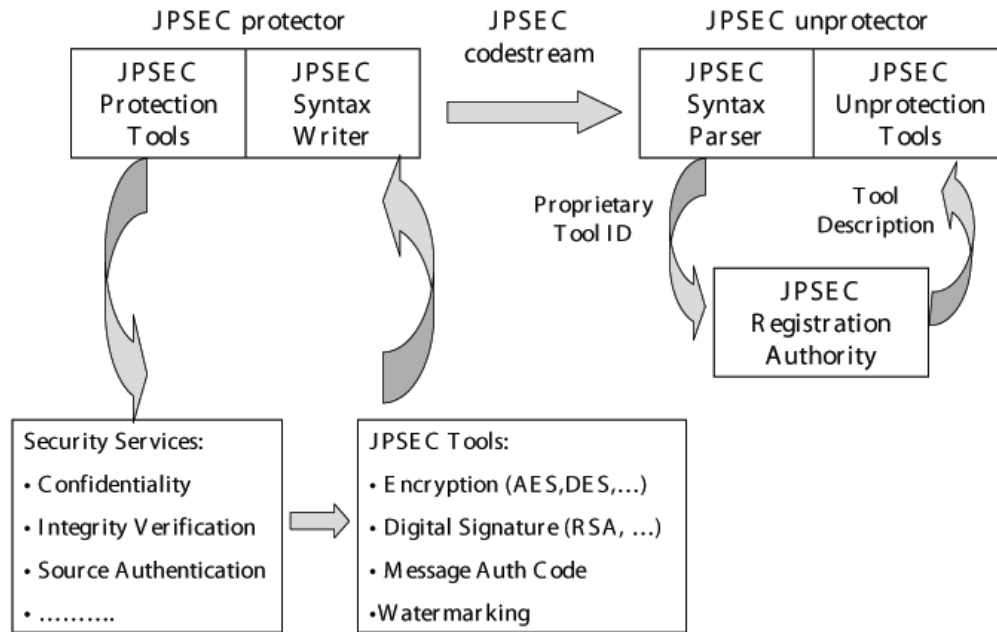 JPSEC protector
JPSEC
codestream
JPSEC unprotector
JPSEC
Protection
Tools
JPSEC
Syntax
Writer
JPSEC
Syntax
Parser
JPSEC
Unprotection
Tools
Proprietary
Tool ID
Tool
Description
JPSEC
Registration
Authority
Security Services:
• Confidentiality
• Integrity Verification
• Source Authentication
• ……….
JPSEC Tools:
• Encryption (AES,DES,…)
• Digital Signature (RSA, …)
• Message Auth Code
•Watermarking